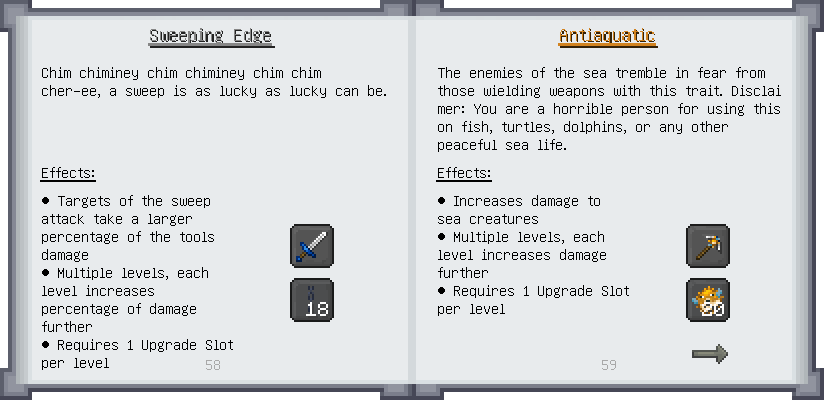 Sweeping Edge
Chim chiminey chim chiminey chim chim
cher-ee, a sweep is as lucky as lucky can be.
Effects:
● Targets of the sweep
attack take a larger
percentage of the tools
damage
● Multiple levels, each
level increases
percentage of damage
further
● Requires 1 Upgrade Slot
per level
18
58
Antiaquatic
The enemies of the sea tremble in fear from
those wielding weapons with this trait. Disclai
mer: You are a horrible person for using this
on fish, turtles, dolphins, or any other
peaceful sea life.
Effects:
● Increases damage to
sea creatures
● Multiple levels, each
level increases damage
further
● Requires 1 Upgrade Slot
per level
20
59